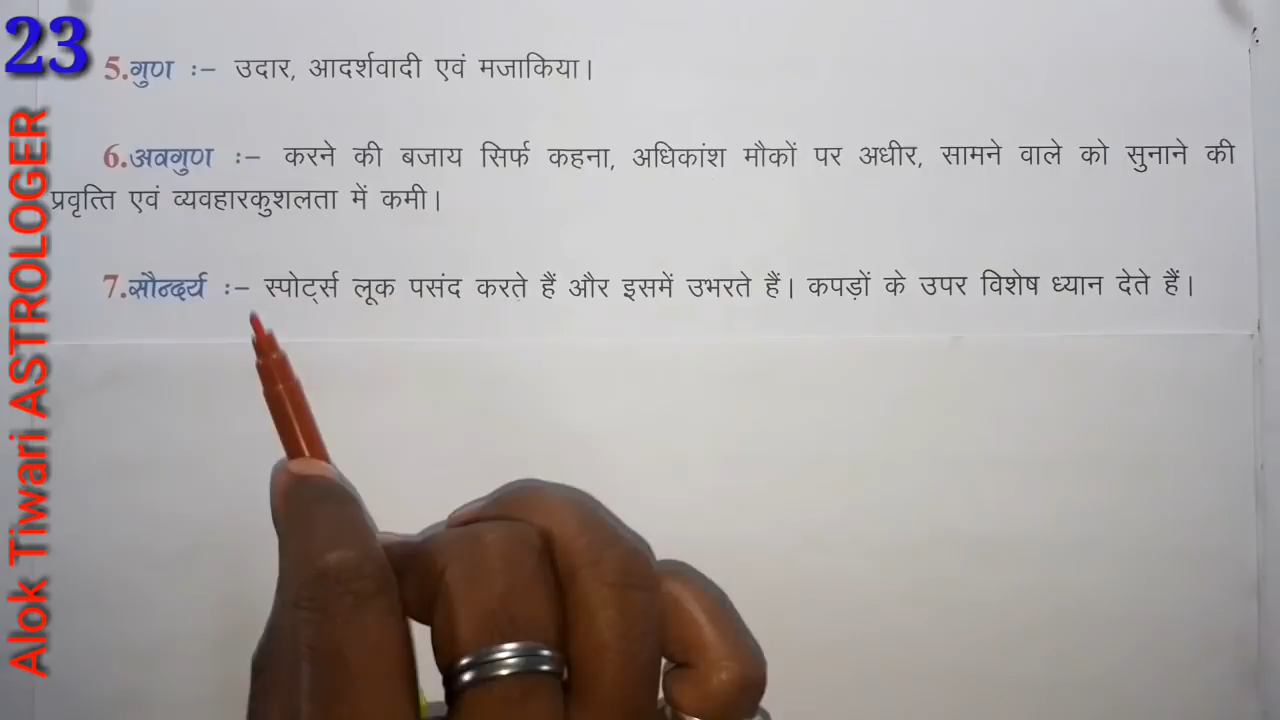 23
5.गुण :– उदार, आदर्शवादी एवं मजाकिया।
6.अवगुण :– करने की बजाय सिर्फ कहना, अधिकांश मौकों पर अधीर, सामने वाले को सुनाने की
प्रवृत्ति एवं व्यवहारकुशलता में कमी।
7.सौन्दर्य :– स्पोर्ट्स लूक पसंद करते हैं और इसमें उभरते हैं। कपड़ों के उपर विशेष ध्यान देते हैं।
Alok Tiwari ASTROLOGER